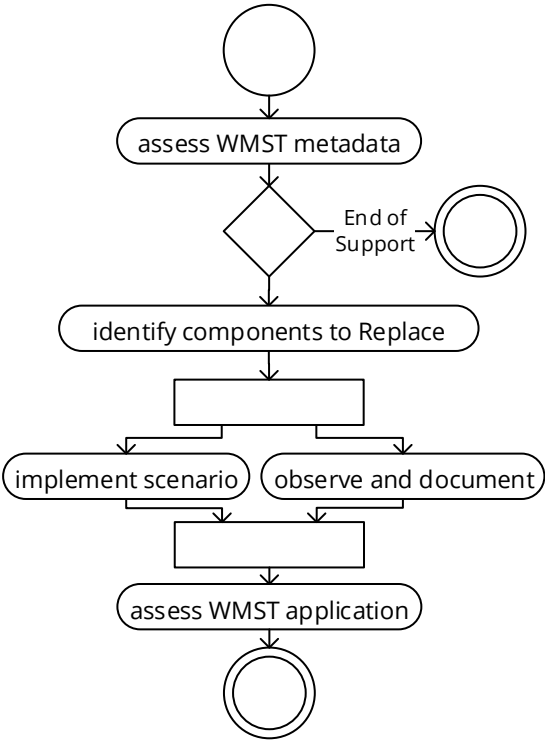 assess WMST metadata
End of
Support
identify components to Replace
implement scenario
observe and document
assess WMST application